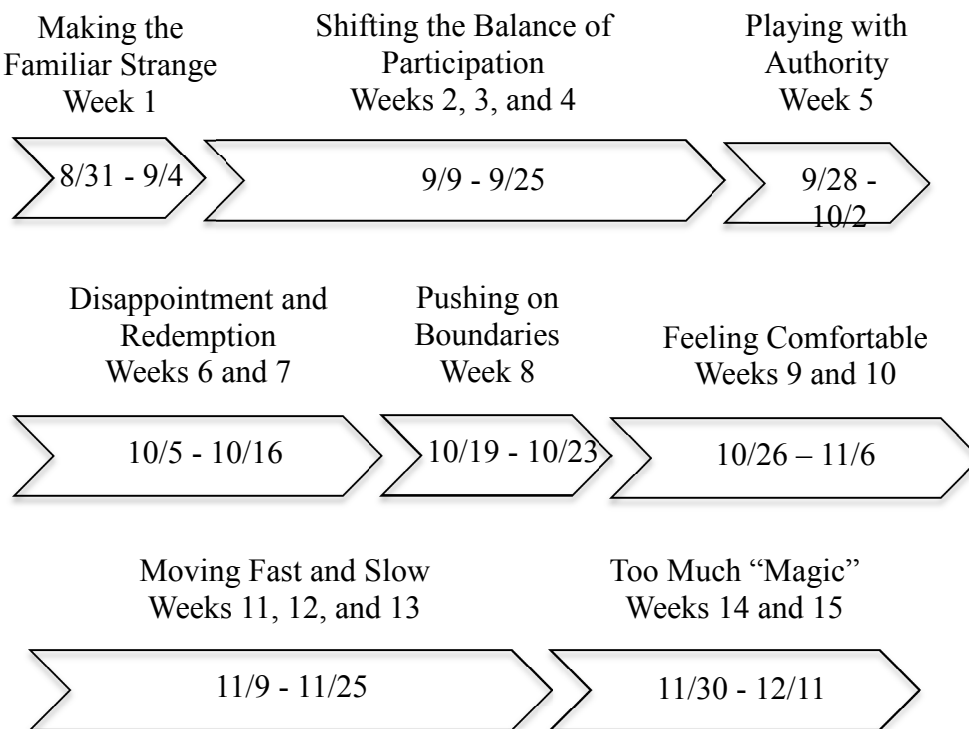 Making the
Familiar Strange
Week 1
Shifting the Balance of
Participation
Weeks 2, 3, and 4
Playing with
Authority
Week 5
8/31 - 9/4
9/9 - 9/25
9/28 -
10/2
Disappointment and
Redemption
Weeks 6 and 7
Pushing on
Boundaries
Week 8
Feeling Comfortable
Weeks 9 and 10
10/5 - 10/16
10/19 - 10/23
10/26 – 11/6
Moving Fast and Slow
Weeks 11, 12, and 13
Too Much “Magic”
Weeks 14 and 15
11/9 - 11/25
11/30 - 12/11